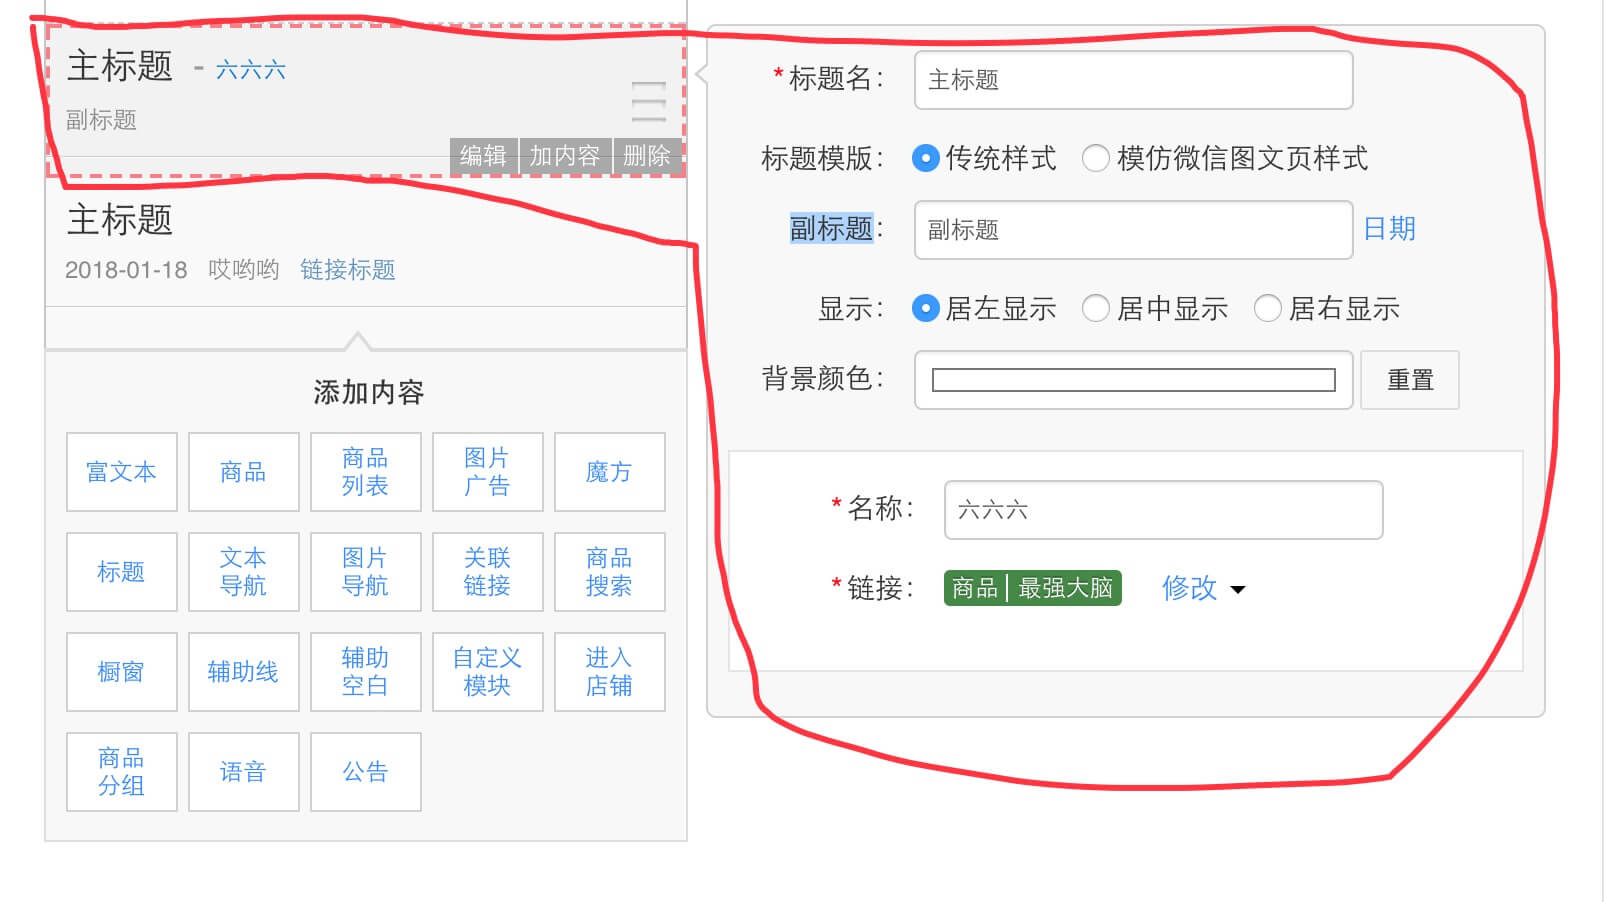 主标题 - 六六六
副标题
编辑 加内容 删除
主标题
2018-01-18 哎哟哟 链接标题
添加内容
富文本 商品 商品列表 图片广告 魔方
标题 文本导航 图片导航 关联链接 商品搜索
橱窗 辅助线 辅助空白 自定义模块 进入店铺
商品分组 语音 公告
*标题名： 主标题
标题模版： 传统样式 模仿微信图文页样式
副标题： 副标题 日期
显示： 居左显示 居中显示 居右显示
背景颜色： 重置
*名称： 六六六
*链接： 商品 | 最强大脑 修改